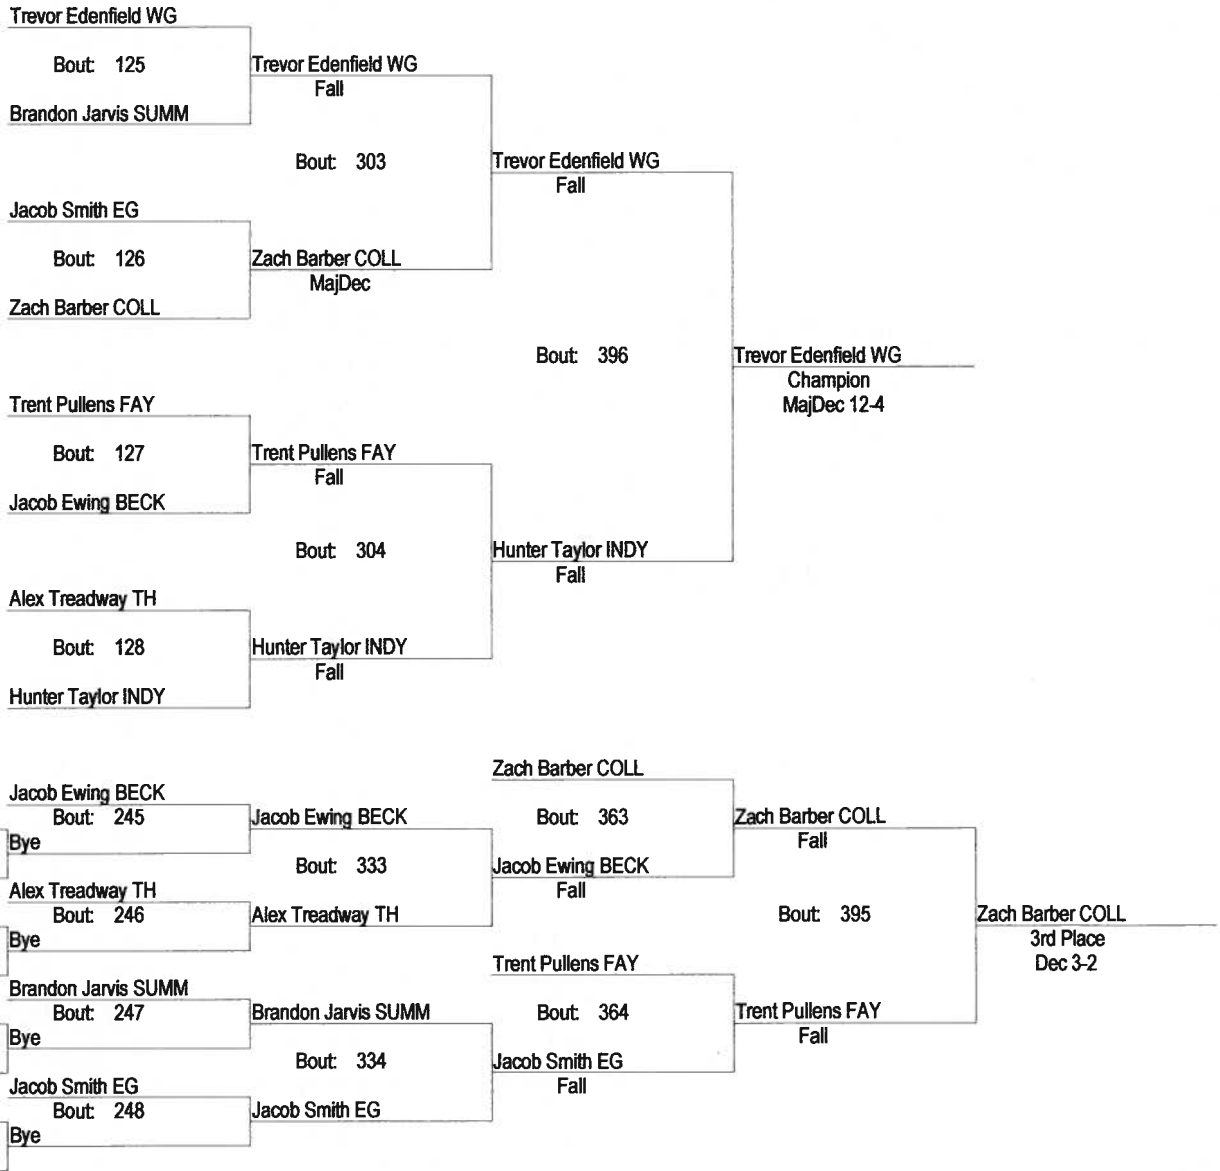 Trevor Edenfield WG
Bout: 125
Trevor Edenfield WG
Fall
Brandon Jarvis SUMM
Bout: 303
Trevor Edenfield WG
Fall
Jacob Smith EG
Bout: 126
Zach Barber COLL
MajDec
Zach Barber COLL
Bout: 396
Trevor Edenfield WG
Champion
MajDec 12-4
Trent Pullens FAY
Bout: 127
Trent Pullens FAY
Fall
Jacob Ewing BECK
Bout: 304
Hunter Taylor INDY
Fall
Alex Treadway TH
Bout: 128
Hunter Taylor INDY
Fall
Hunter Taylor INDY
Zach Barber COLL
Jacob Ewing BECK
Bout: 245
Jacob Ewing BECK
Bout: 363
Zach Barber COLL
Fall
Bye
Bout: 333
Jacob Ewing BECK
Fall
Alex Treadway TH
Bout: 246
Alex Treadway TH
Bout: 395
Zach Barber COLL
3rd Place
Dec 3-2
Bye
Trent Pullens FAY
Brandon Jarvis SUMM
Bout: 247
Brandon Jarvis SUMM
Bout: 364
Trent Pullens FAY
Fall
Bye
Bout: 334
Jacob Smith EG
Fall
Jacob Smith EG
Bout: 248
Jacob Smith EG
Bye